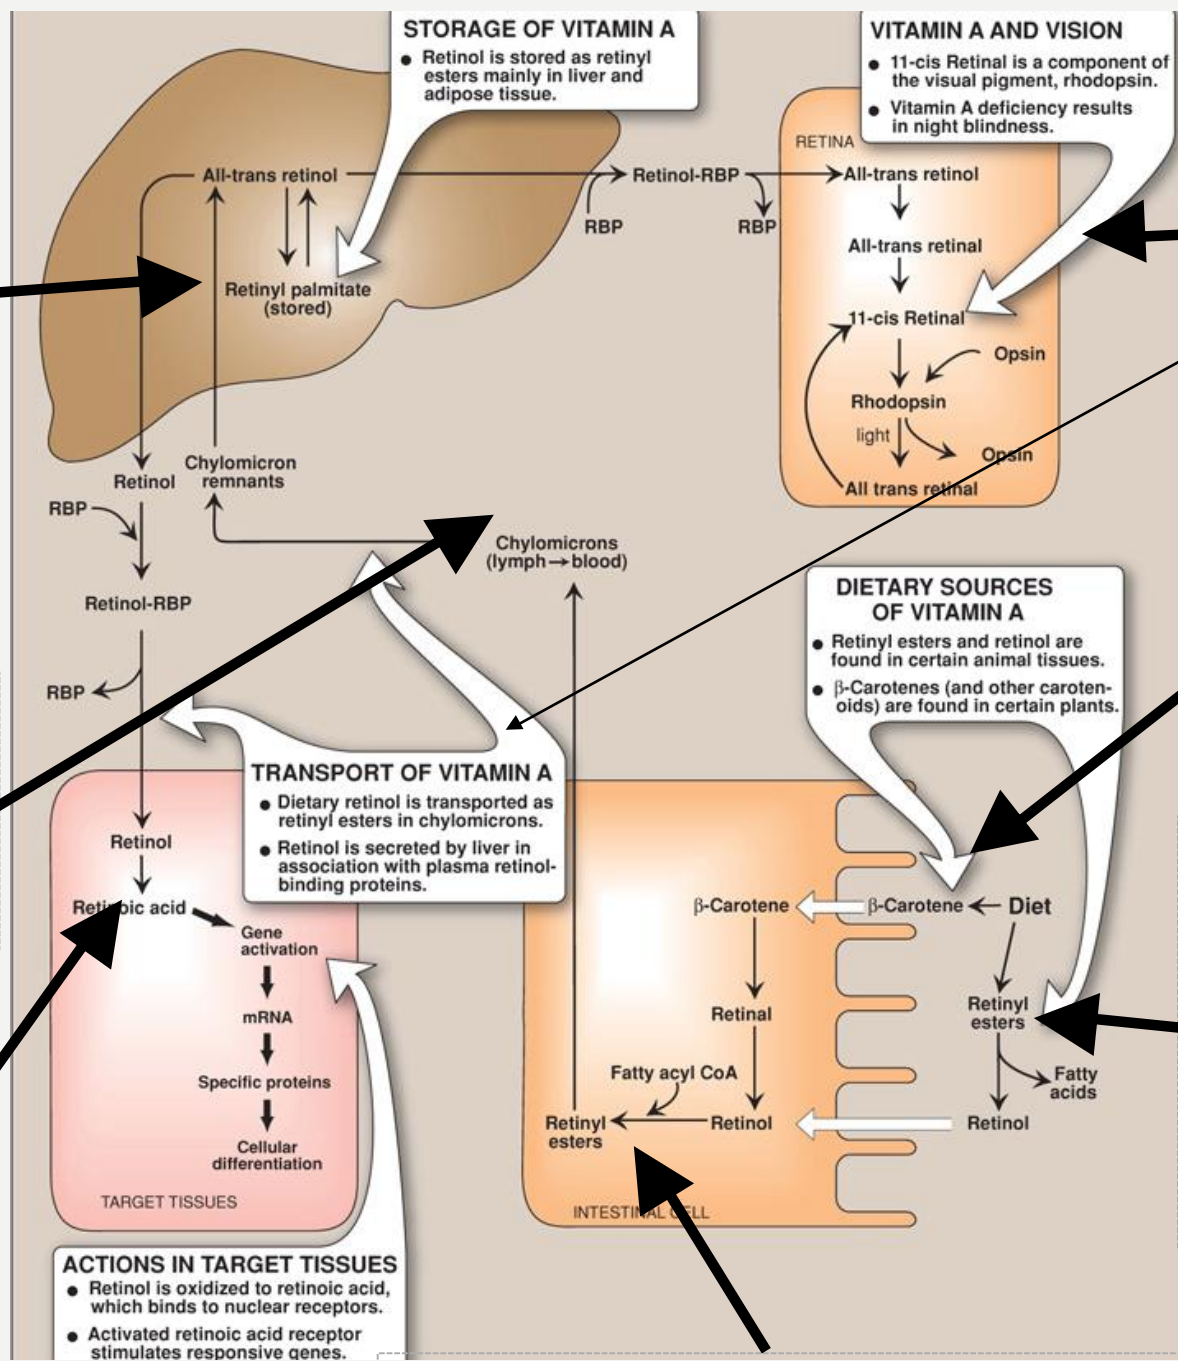 STORAGE OF VITAMIN A
● Retinol is stored as retinyl
esters mainly in liver and
adipose tissue.
VITAMIN A AND VISION
● 11-cis Retinal is a component of
the visual pigment, rhodopsin.
● Vitamin A deficiency results
in night blindness.
RETINA
All-trans retinol
Retinyl palmitate
(stored)
Retinol-RBP
RBP
RBP
All-trans retinol
All-trans retinal
11-cis Retinal
Opsin
Rhodopsin
light
Opsin
All trans retinal
Retinol
Chylomicron
remnants
RBP
Retinol-RBP
RBP
Chylomicrons
(lymph→blood)
DIETARY SOURCES
OF VITAMIN A
● Retinyl esters and retinol are
found in certain animal tissues.
● β-Carotenes (and other caroten-
oids) are found in certain plants.
TRANSPORT OF VITAMIN A
● Dietary retinol is transported as
retinyl esters in chylomicrons.
● Retinol is secreted by liver in
association with plasma retinol-
binding proteins.
Retinol
Retinoic acid
Gene
activation
mRNA
Specific proteins
Cellular
differentiation
TARGET TISSUES
β-Carotene
β-Carotene
Diet
Retinal
Retinyl
esters
Fatty acyl CoA
Fatty
acids
Retinyl
esters
Retinol
Retinol
INTESTINAL CELL
ACTIONS IN TARGET TISSUES
● Retinol is oxidized to retinoic acid,
which binds to nuclear receptors.
● Activated retinoic acid receptor
stimulates responsive genes.